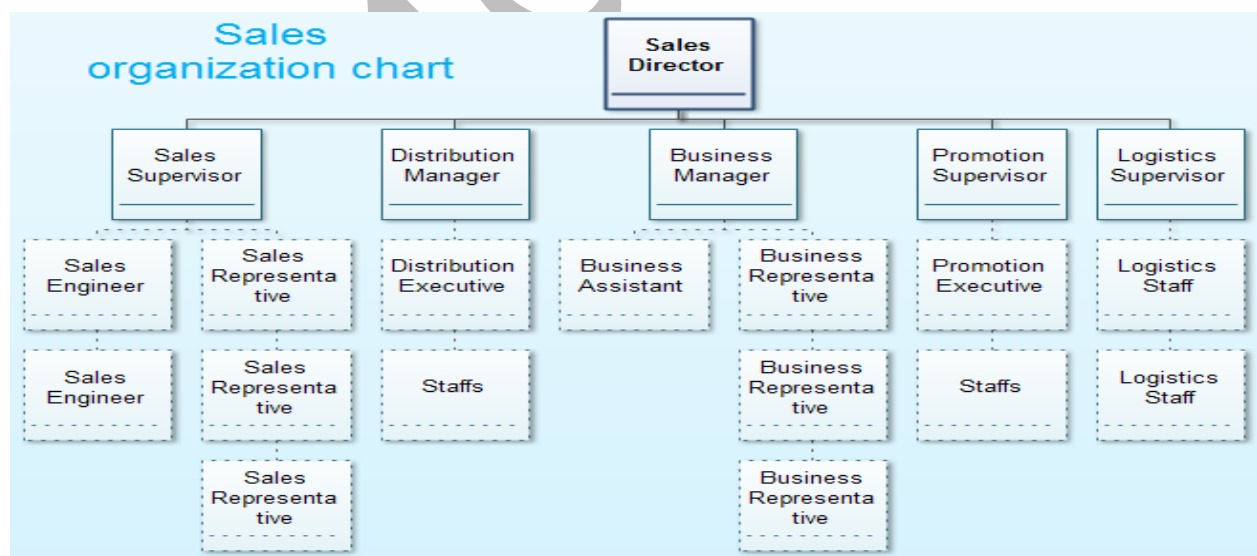 Sales
organization chart
Sales
Director
Sales
Supervisor
Distribution
Manager
Business
Manager
Promotion
Supervisor
Logistics
Supervisor
Sales
Engineer
Sales
Representa
tive
Distribution
Executive
Business
Assistant
Business
Representa
tive
Promotion
Executive
Logistics
Staff
Sales
Engineer
Sales
Representa
tive
Staffs
Business
Representa
tive
Staffs
Logistics
Staff
Sales
Representa
tive
Business
Representa
tive